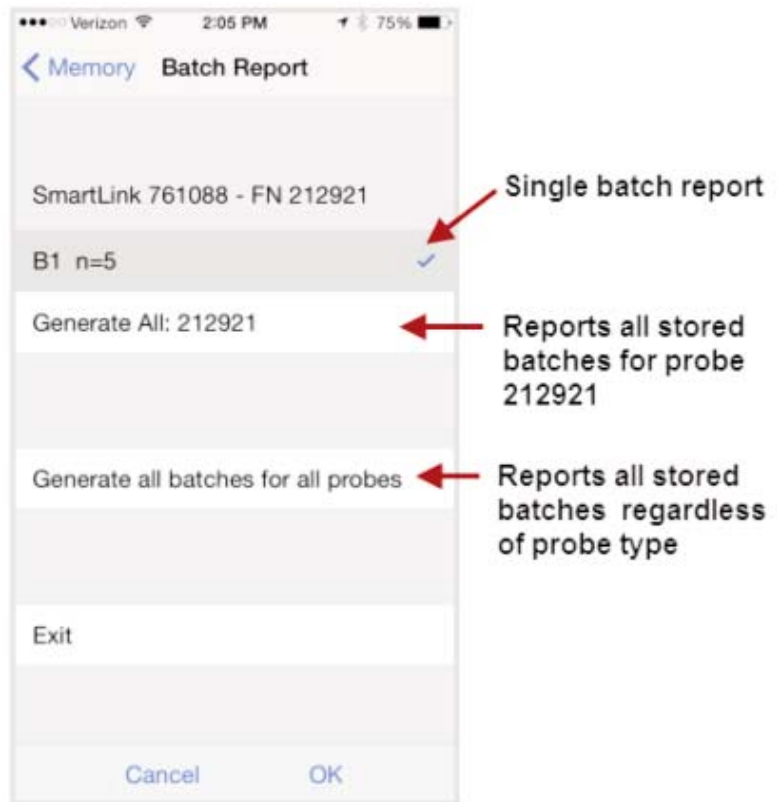 Verizon 2:05 PM 75%
Memory Batch Report
SmartLink 761088 - FN 212921
Single batch report
B1 n=5
Generate All: 212921
Reports all stored
batches for probe
212921
Generate all batches for all probes
Reports all stored
batches regardless
of probe type
Exit
Cancel OK